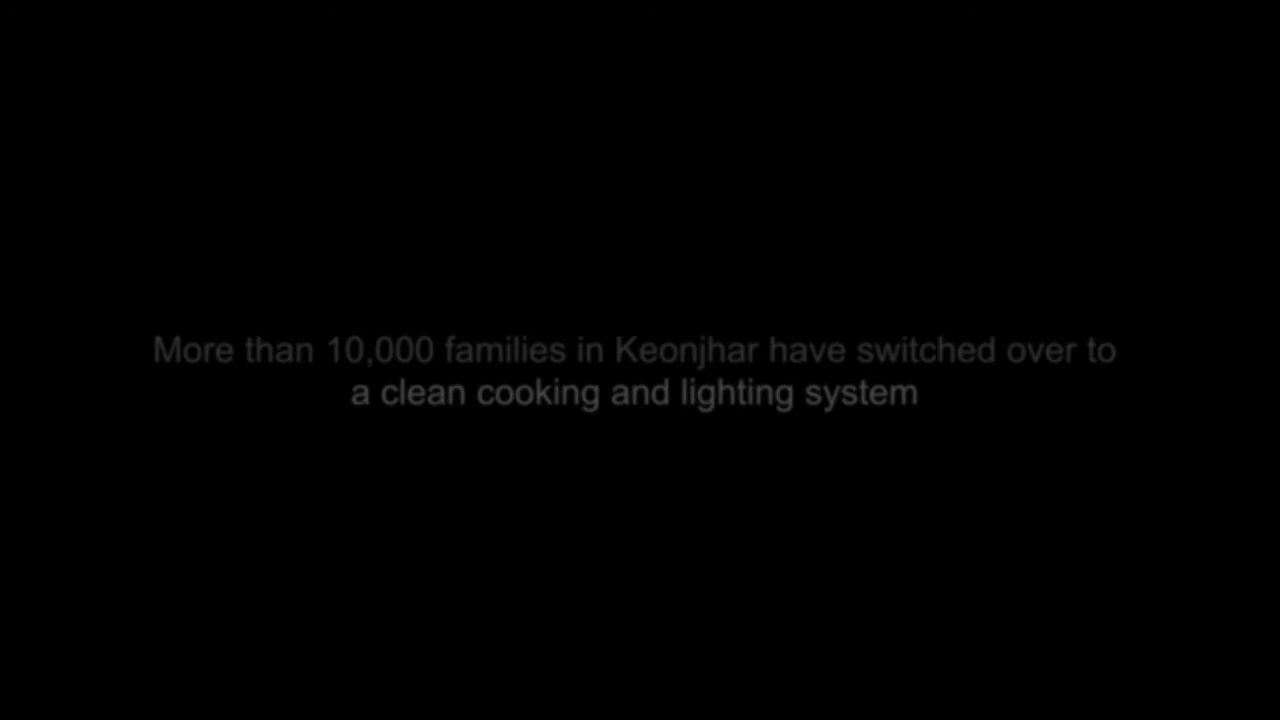 More than 10,000 families in Keonjhar have switched over to
a clean cooking and lighting system